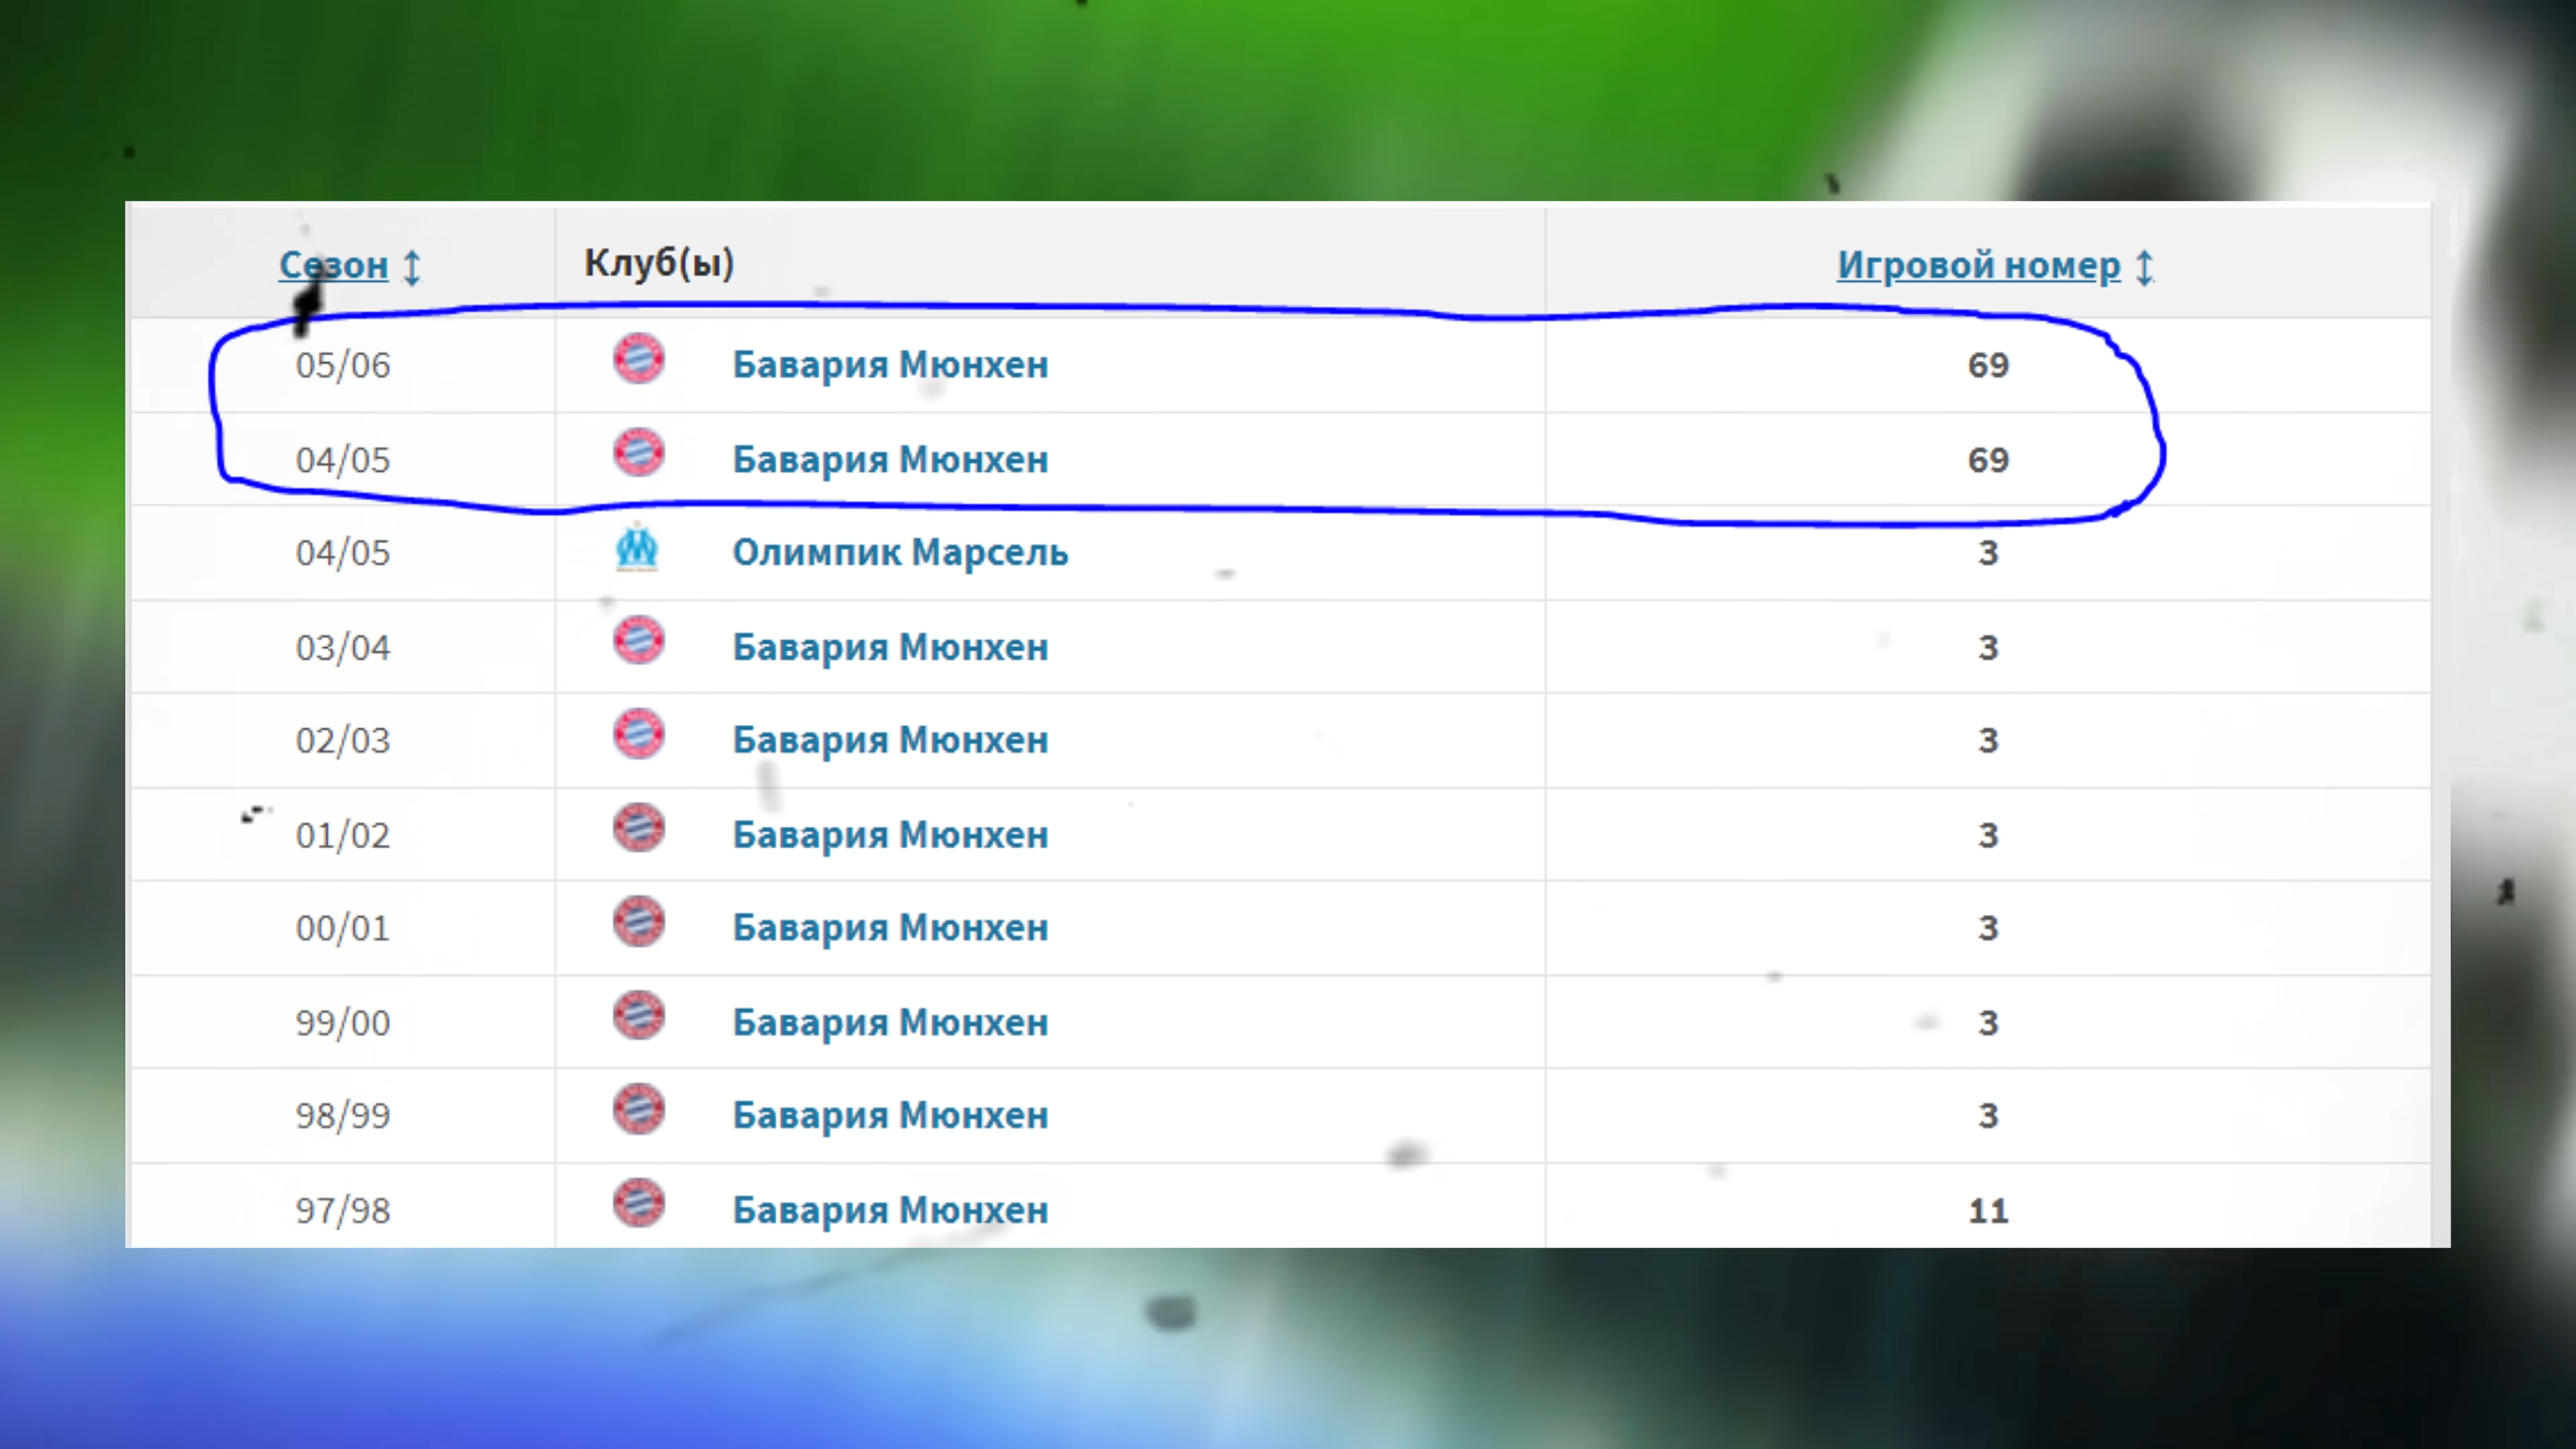 Сезон Клуб(ы) Игровой номер
05/06 Бавария Мюнхен 69
04/05 Бавария Мюнхен 69
04/05 Олимпик Марсель 3
03/04 Бавария Мюнхен 3
02/03 Бавария Мюнхен 3
01/02 Бавария Мюнхен 3
00/01 Бавария Мюнхен 3
99/00 Бавария Мюнхен 3
98/99 Бавария Мюнхен 3
97/98 Бавария Мюнхен 11